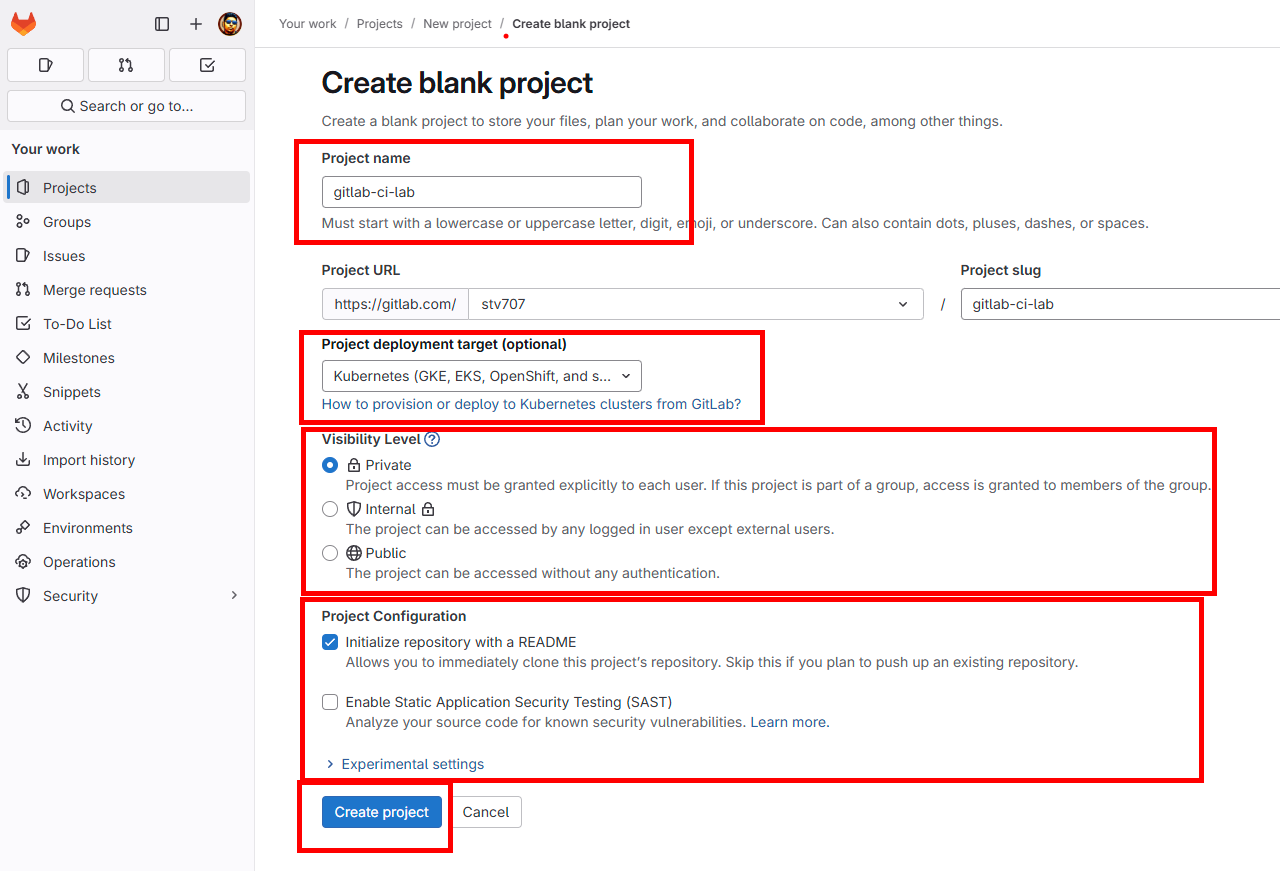 Your work / Projects / New project / Create blank project
Search or go to...
Your work
Projects
Groups
Issues
Merge requests
To-Do List
Milestones
Snippets
Activity
Import history
Workspaces
Environments
Operations
Security
Create blank project
Create a blank project to store your files, plan your work, and collaborate on code, among other things.
Project name
gitlab-ci-lab
Must start with a lowercase or uppercase letter, digit, emoji, or underscore. Can also contain dots, pluses, dashes, or spaces.
Project URL
https://gitlab.com/ stv707 /
Project slug
gitlab-ci-lab
Project deployment target (optional)
Kubernetes (GKE, EKS, OpenShift, and s...
How to provision or deploy to Kubernetes clusters from GitLab?
Visibility Level
Private
Project access must be granted explicitly to each user. If this project is part of a group, access is granted to members of the group.
Internal
The project can be accessed by any logged in user except external users.
Public
The project can be accessed without any authentication.
Project Configuration
Initialize repository with a README
Allows you to immediately clone this project's repository. Skip this if you plan to push up an existing repository.
Enable Static Application Security Testing (SAST)
Analyze your source code for known security vulnerabilities. Learn more.
Experimental settings
Create project Cancel